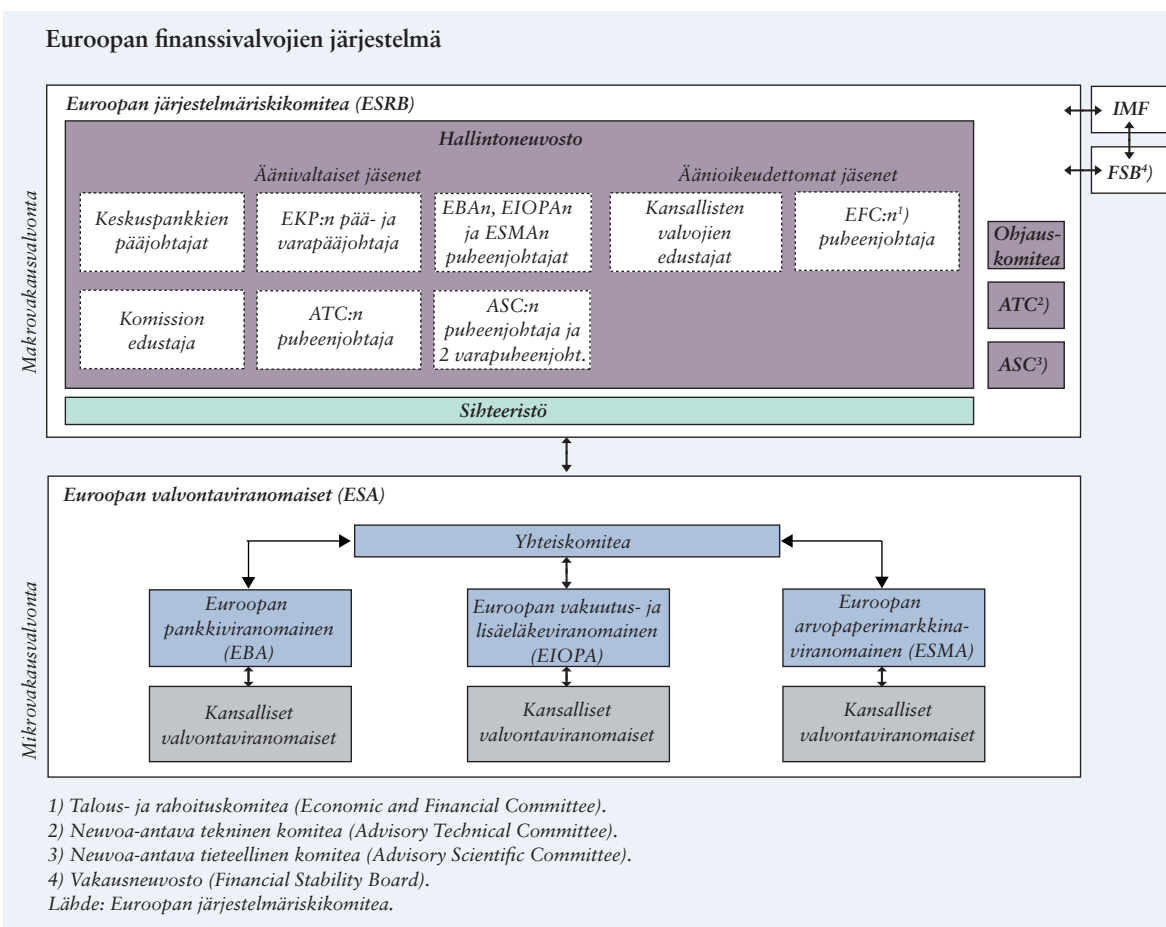 Euroopan finanssivalvojien järjestelmä
Makrovakausvalvonta
Euroopan järjestelmäriskikomitea (ESRB)
Hallintoneuvosto
Äänivaltaiset jäsenet
Keskuspankkien
pääjohtajat
EKP:n pää- ja
varapääjohtaja
EBAn, EIOPAn
ja ESMAn
puheenjohtajat
Komission
edustaja
ATC:n
puheenjohtaja
ASC:n
puheenjohtaja ja
2 varapuheenjoht.
Äänioikeudettomat jäsenet
Kansallisten
valvojien
edustajat
EFC:n¹)
puheenjohtaja
Sihteeristö
Ohjaus-
komitea
ATC²)
ASC³)
IMF
FSB⁴)
Mikrovakausvalvonta
Euroopan valvontaviranomaiset (ESA)
Yhteiskomitea
Euroopan
pankkiviranomainen
(EBA)
Euroopan vakuutus- ja
lisäeläkeviranomainen
(EIOPA)
Euroopan
arvopaperimarkkina-
viranomainen (ESMA)
Kansalliset
valvontaviranomaiset
Kansalliset
valvontaviranomaiset
Kansalliset
valvontaviranomaiset
1) Talous- ja rahoituskomitea (Economic and Financial Committee).
2) Neuvoa-antava tekninen komitea (Advisory Technical Committee).
3) Neuvoa-antava tieteellinen komitea (Advisory Scientific Committee).
4) Vakausneuvosto (Financial Stability Board).
Lähde: Euroopan järjestelmäriskikomitea.